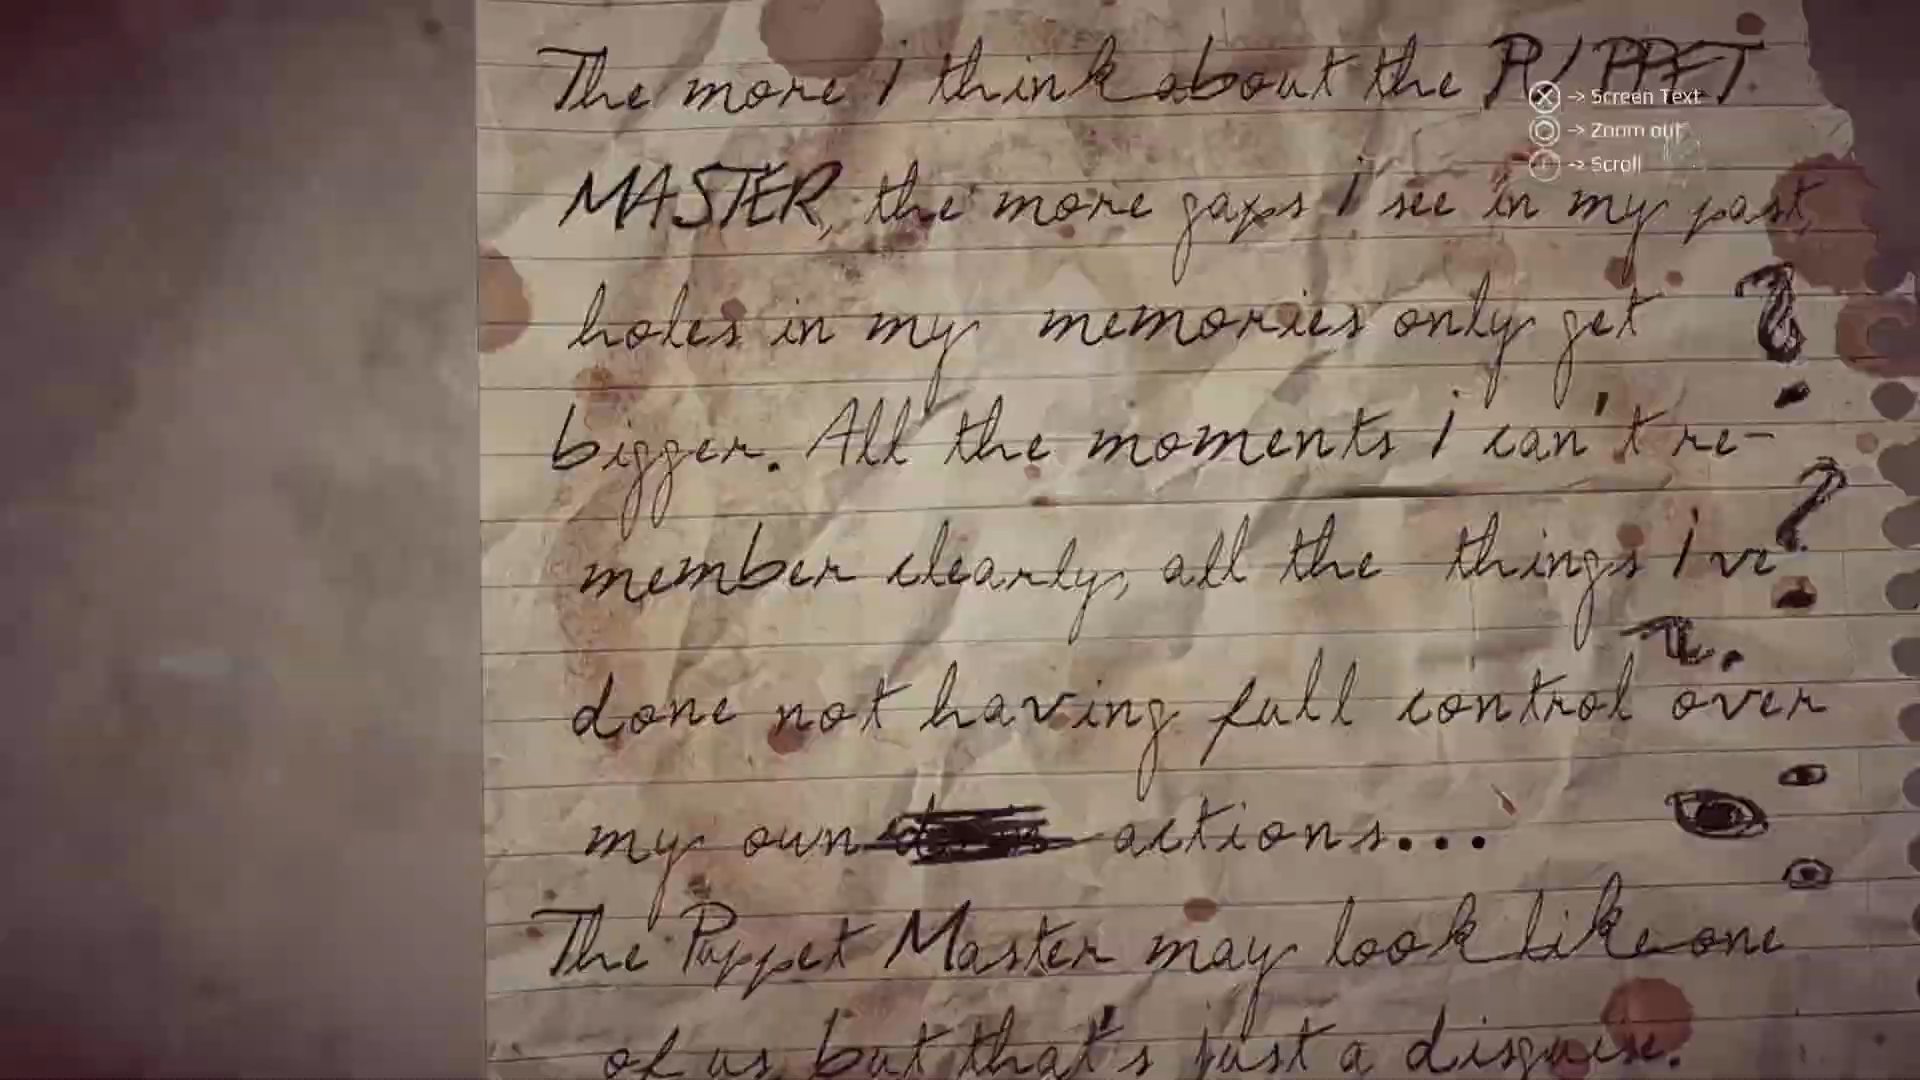 The more I think about the PUPPET
MASTER, the more gaps I see in my past,
holes in my memories only get
bigger. All the moments I can't re-
member clearly, all the things I've
done not having full control over
my own actions...
The Puppet Master may look like one
of us but that's just a disguise.
X -> Screen Text
O -> Zoom out
-> Scroll